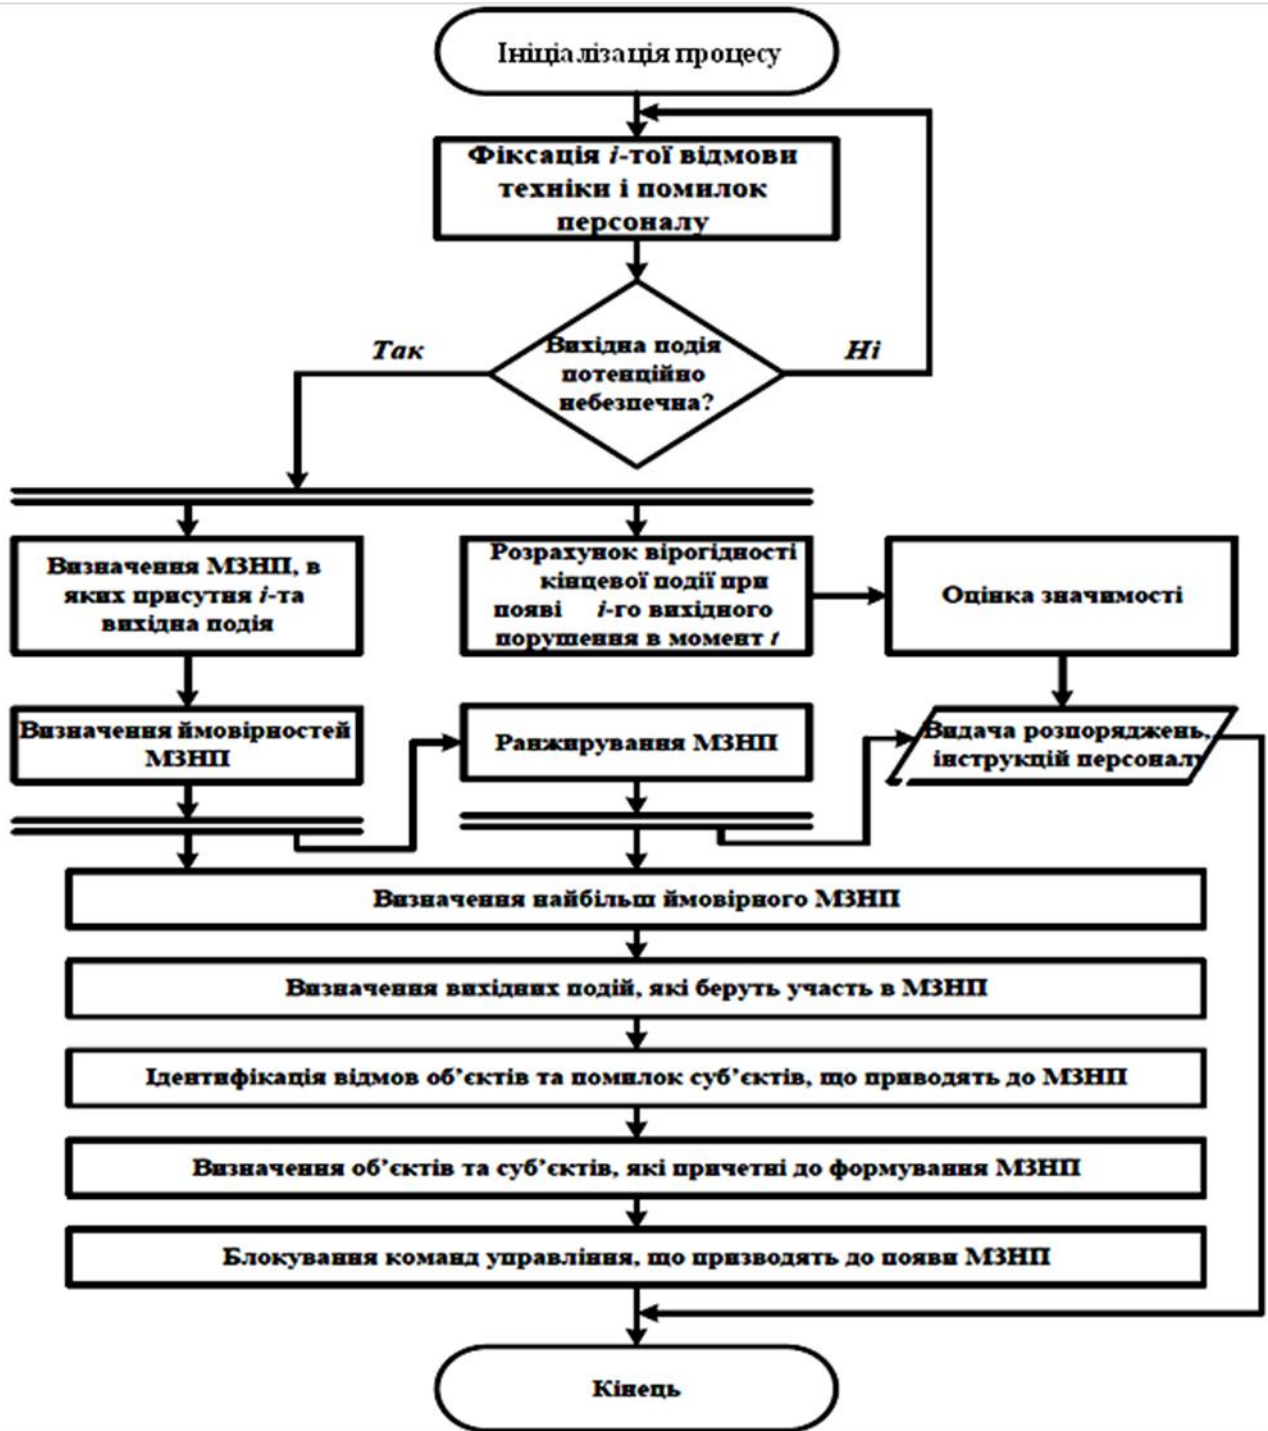 Ініціалізація процесу
Фіксація і-тої відмови
техніки і помилок
персоналу
Вихідна подія
потенційно
небезпечна?
Так
Ні
Визначення МЗНП, в
яких присутня і-та
вихідна подія
Розрахунок вірогідності
кінцевої події при
появі і-го вихідного
порушення в момент t
Оцінка значимості
Визначення ймовірностей
МЗНП
Ранжирування МЗНП
Видача розпоряджень,
інструкцій персоналу
Визначення найбільш ймовірного МЗНП
Визначення вихідних подій, які беруть участь в МЗНП
Ідентифікація відмов об’єктів та помилок суб’єктів, що приводять до МЗНП
Визначення об’єктів та суб’єктів, які причетні до формування МЗНП
Блокування команд управління, що призводять до появи МЗНП
Кінець